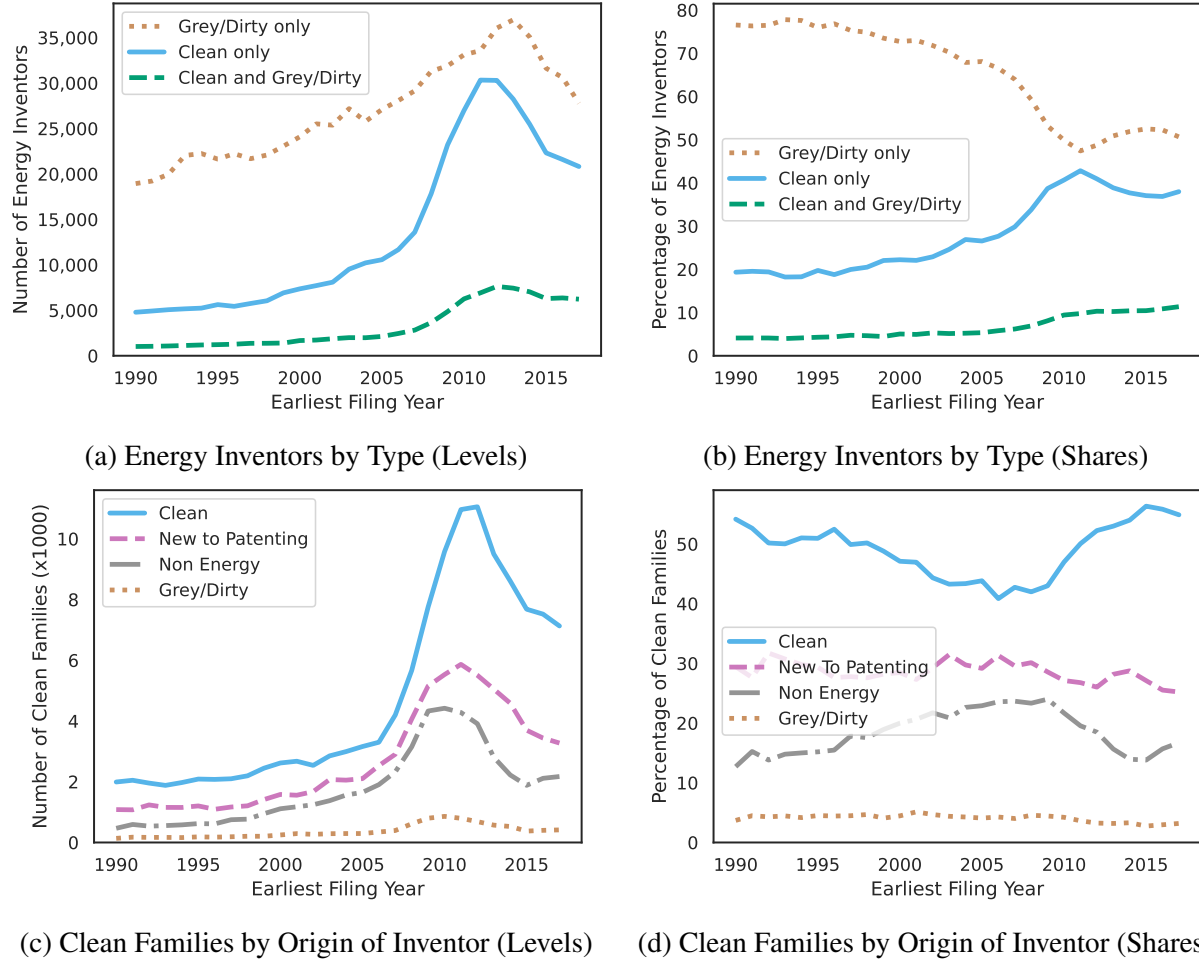 Number of Energy Inventors
35,000
30,000
25,000
20,000
15,000
10,000
5,000
0
Grey/Dirty only
Clean only
Clean and Grey/Dirty
1990 1995 2000 2005 2010 2015
Earliest Filing Year
(a) Energy Inventors by Type (Levels)
Percentage of Energy Inventors
80
70
60
50
40
30
20
10
0
Grey/Dirty only
Clean only
Clean and Grey/Dirty
1990 1995 2000 2005 2010 2015
Earliest Filing Year
(b) Energy Inventors by Type (Shares)
Number of Clean Families (x1000)
10
8
6
4
2
0
Clean
New to Patenting
Non Energy
Grey/Dirty
1990 1995 2000 2005 2010 2015
Earliest Filing Year
(c) Clean Families by Origin of Inventor (Levels)
Percentage of Clean Families
50
40
30
20
10
0
Clean
New To Patenting
Non Energy
Grey/Dirty
1990 1995 2000 2005 2010 2015
Earliest Filing Year
(d) Clean Families by Origin of Inventor (Shares